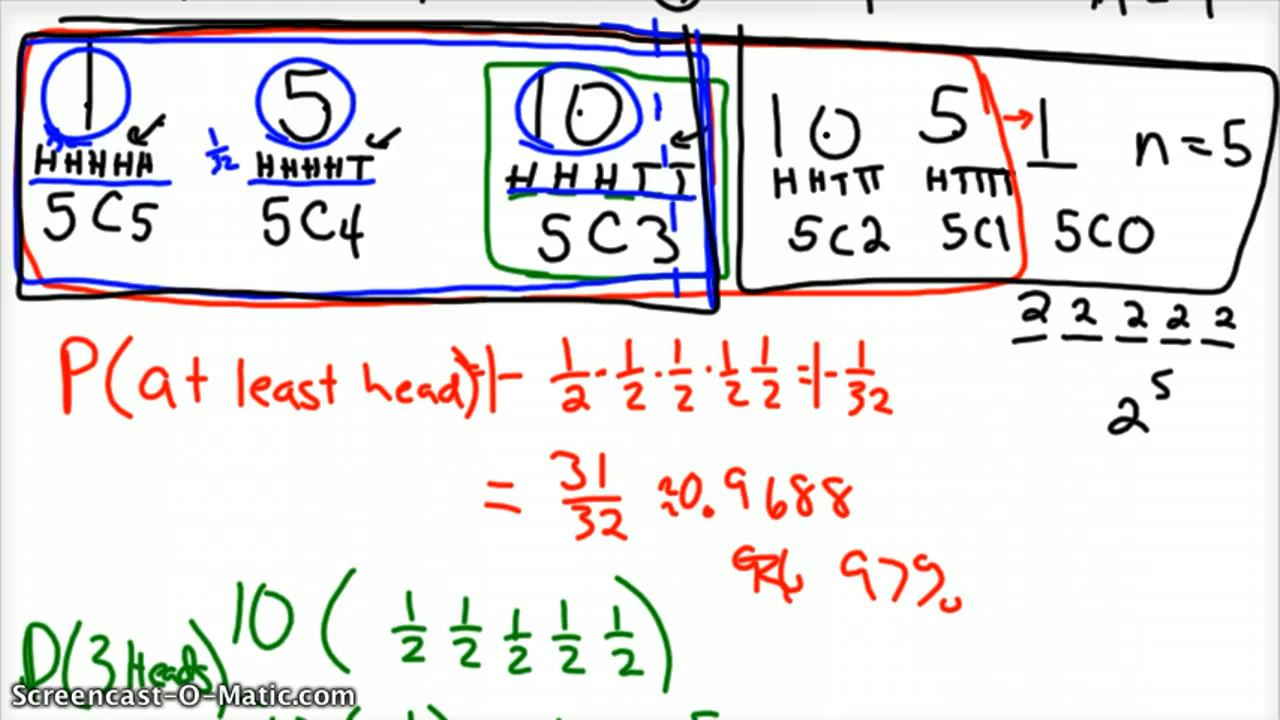 1 5 10 10 5 → 1 n = 5
HHHHH 1/32 HHHHT HHHTT HHTTT HTTTT
5C5 5C4 5C3 5C2 5C1 5C0
2 2 2 2 2
P(at least head) = 1 - 1/2 · 1/2 · 1/2 · 1/2 1/2 = 1 - 1/32
2^5
= 31/32 ≈ 0.9688
97%
P(3 Heads) 10 ( 1/2 1/2 1/2 1/2 1/2 )
Screencast-O-Matic.com